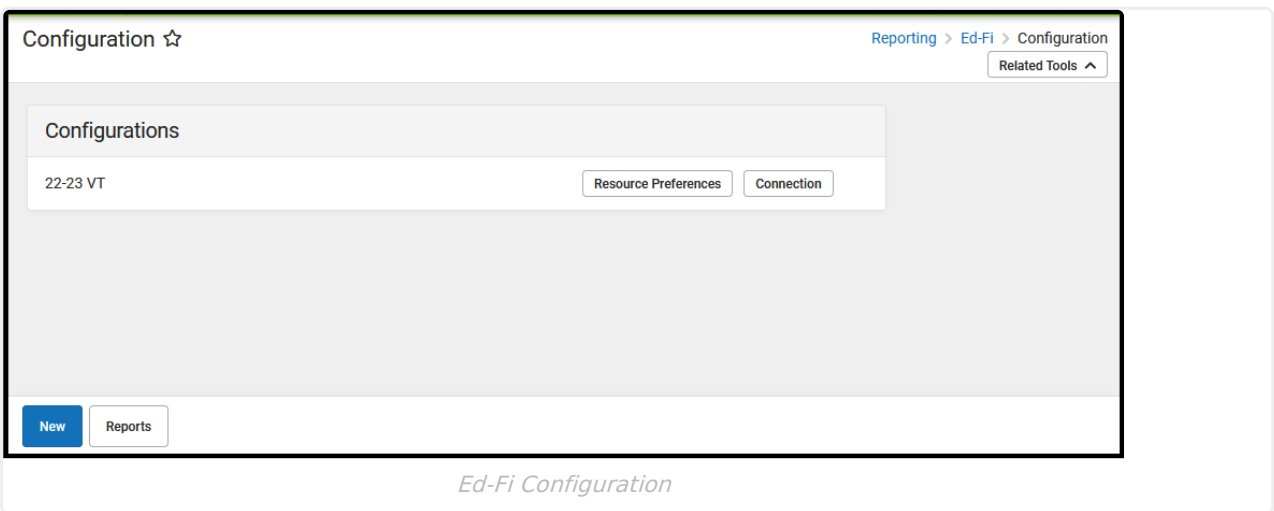 Configuration
Reporting > Ed-Fi > Configuration
Related Tools
Configurations
22-23 VT
Resource Preferences
Connection
New
Reports
Ed-Fi Configuration